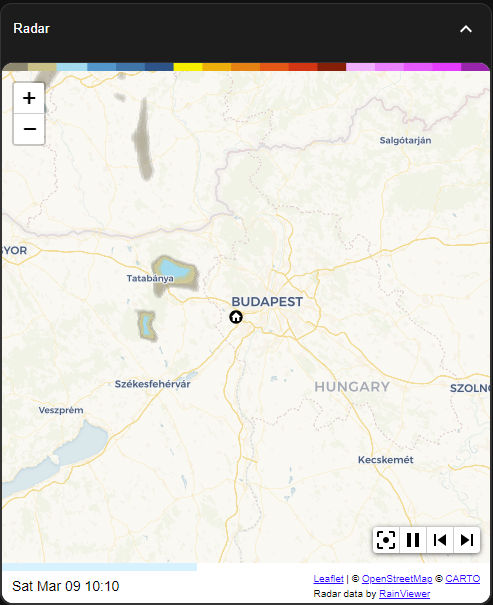 Radar
+
−
Salgótarján
GYOR
Tatabánya
BUDAPEST
Székesfehérvár
HUNGARY
SZOLNO
Veszprém
Kecskemét
Sat Mar 09 10:10
Leaflet | © OpenStreetMap © CARTO
Radar data by RainViewer